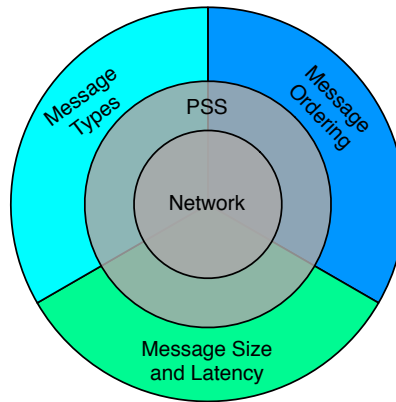 Message
Types
Message
Ordering
PSS
Network
Message Size
and Latency